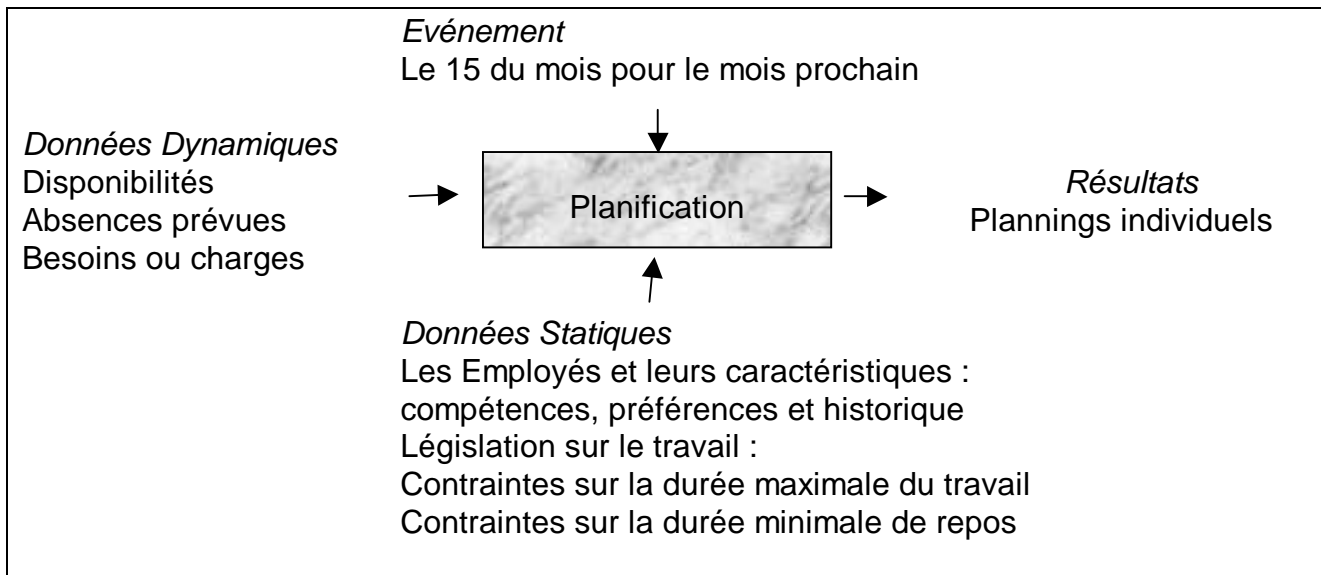 Evénement
Le 15 du mois pour le mois prochain
Données Dynamiques
Disponibilités
Absences prévues
Besoins ou charges
Planification
Résultats
Plannings individuels
Données Statiques
Les Employés et leurs caractéristiques :
compétences, préférences et historique
Législation sur le travail :
Contraintes sur la durée maximale du travail
Contraintes sur la durée minimale de repos